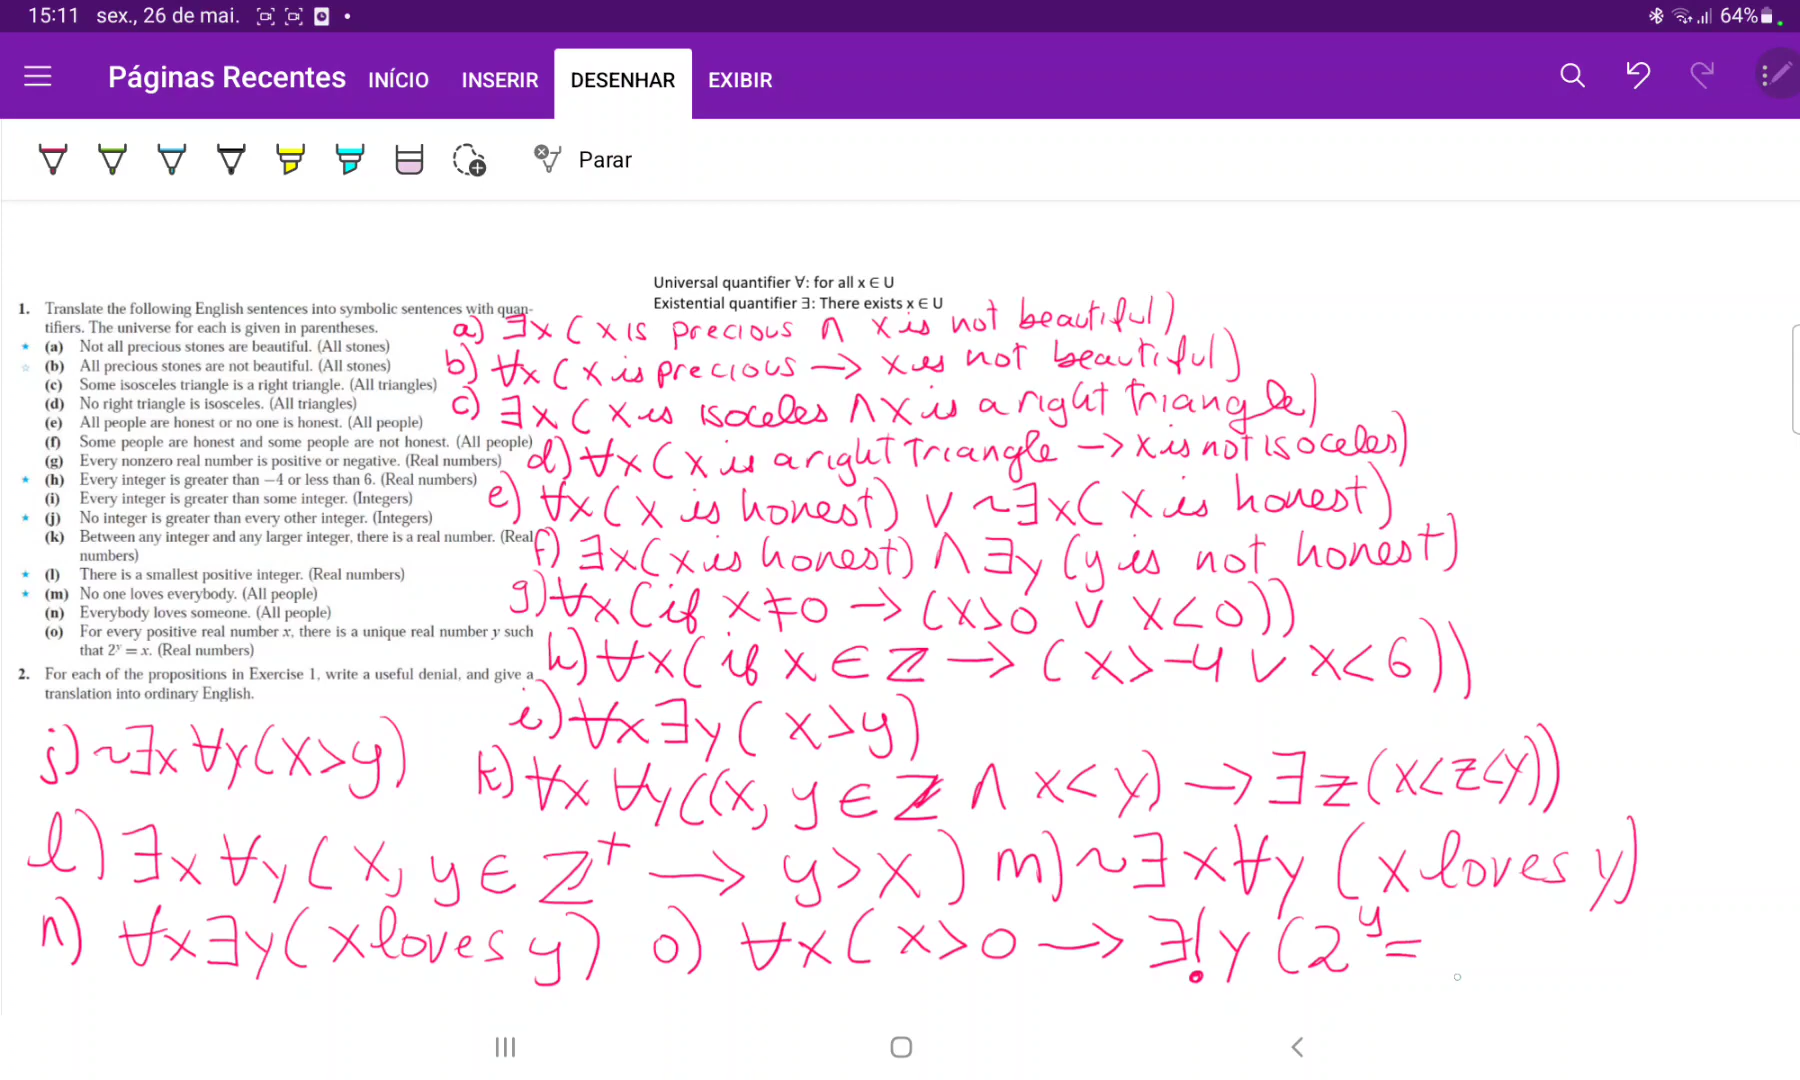 15:11 sex., 26 de mai. 64%
Páginas Recentes INÍCIO INSERIR DESENHAR EXIBIR
Parar
Universal quantifier ∀: for all x ∈ U
Existential quantifier ∃: There exists x ∈ U
1. Translate the following English sentences into symbolic sentences with quan-
tifiers. The universe for each is given in parentheses.
★ (a) Not all precious stones are beautiful. (All stones)
☆ (b) All precious stones are not beautiful. (All stones)
(c) Some isosceles triangle is a right triangle. (All triangles)
(d) No right triangle is isosceles. (All triangles)
(e) All people are honest or no one is honest. (All people)
(f) Some people are honest and some people are not honest. (All people)
(g) Every nonzero real number is positive or negative. (Real numbers)
★ (h) Every integer is greater than −4 or less than 6. (Real numbers)
(i) Every integer is greater than some integer. (Integers)
★ (j) No integer is greater than every other integer. (Integers)
(k) Between any integer and any larger integer, there is a real number. (Real
numbers)
★ (l) There is a smallest positive integer. (Real numbers)
★ (m) No one loves everybody. (All people)
(n) Everybody loves someone. (All people)
(o) For every positive real number x, there is a unique real number y such
that 2^y = x. (Real numbers)
2. For each of the propositions in Exercise 1, write a useful denial, and give a
translation into ordinary English.
a) ∃x ( x is precious ∧ x is not beautiful)
b) ∀x ( x is precious → x is not beautiful)
c) ∃x ( x is isoceles ∧ x is a right triangle)
d) ∀x ( x is a right triangle → x is not isoceles)
e) ∀x ( x is honest) ∨ ~∃x( x is honest)
f) ∃x(x is honest) ∧ ∃y (y is not honest)
g) ∀x (if x≠0 → (x>0 ∨ x<0))
h) ∀x( if x ∈ Z → ( x>-4 ∨ x<6))
i) ∀x∃y( x>y)
j) ~∃x ∀y(x>y)
k) ∀x ∀y((x, y ∈ Z ∧ x<y) → ∃z(x<z<y))
l) ∃x ∀y( x, y ∈ Z⁺ → y>x) m) ~∃x∀y (x loves y)
n) ∀x∃y( x loves y) o) ∀x( x>0 → ∃!y (2^y =